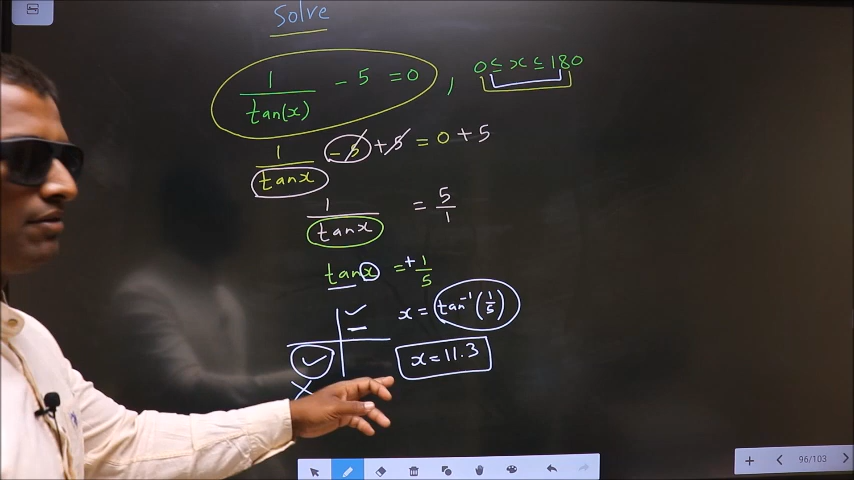 Solve
1/tan(x) - 5 = 0 , 0 ≤ x ≤ 180
1/tanx - 5 + 5 = 0 + 5
1/tanx = 5/1
tanx = +1/5
x = tan⁻¹(1/5)
x = 11.3
96/103